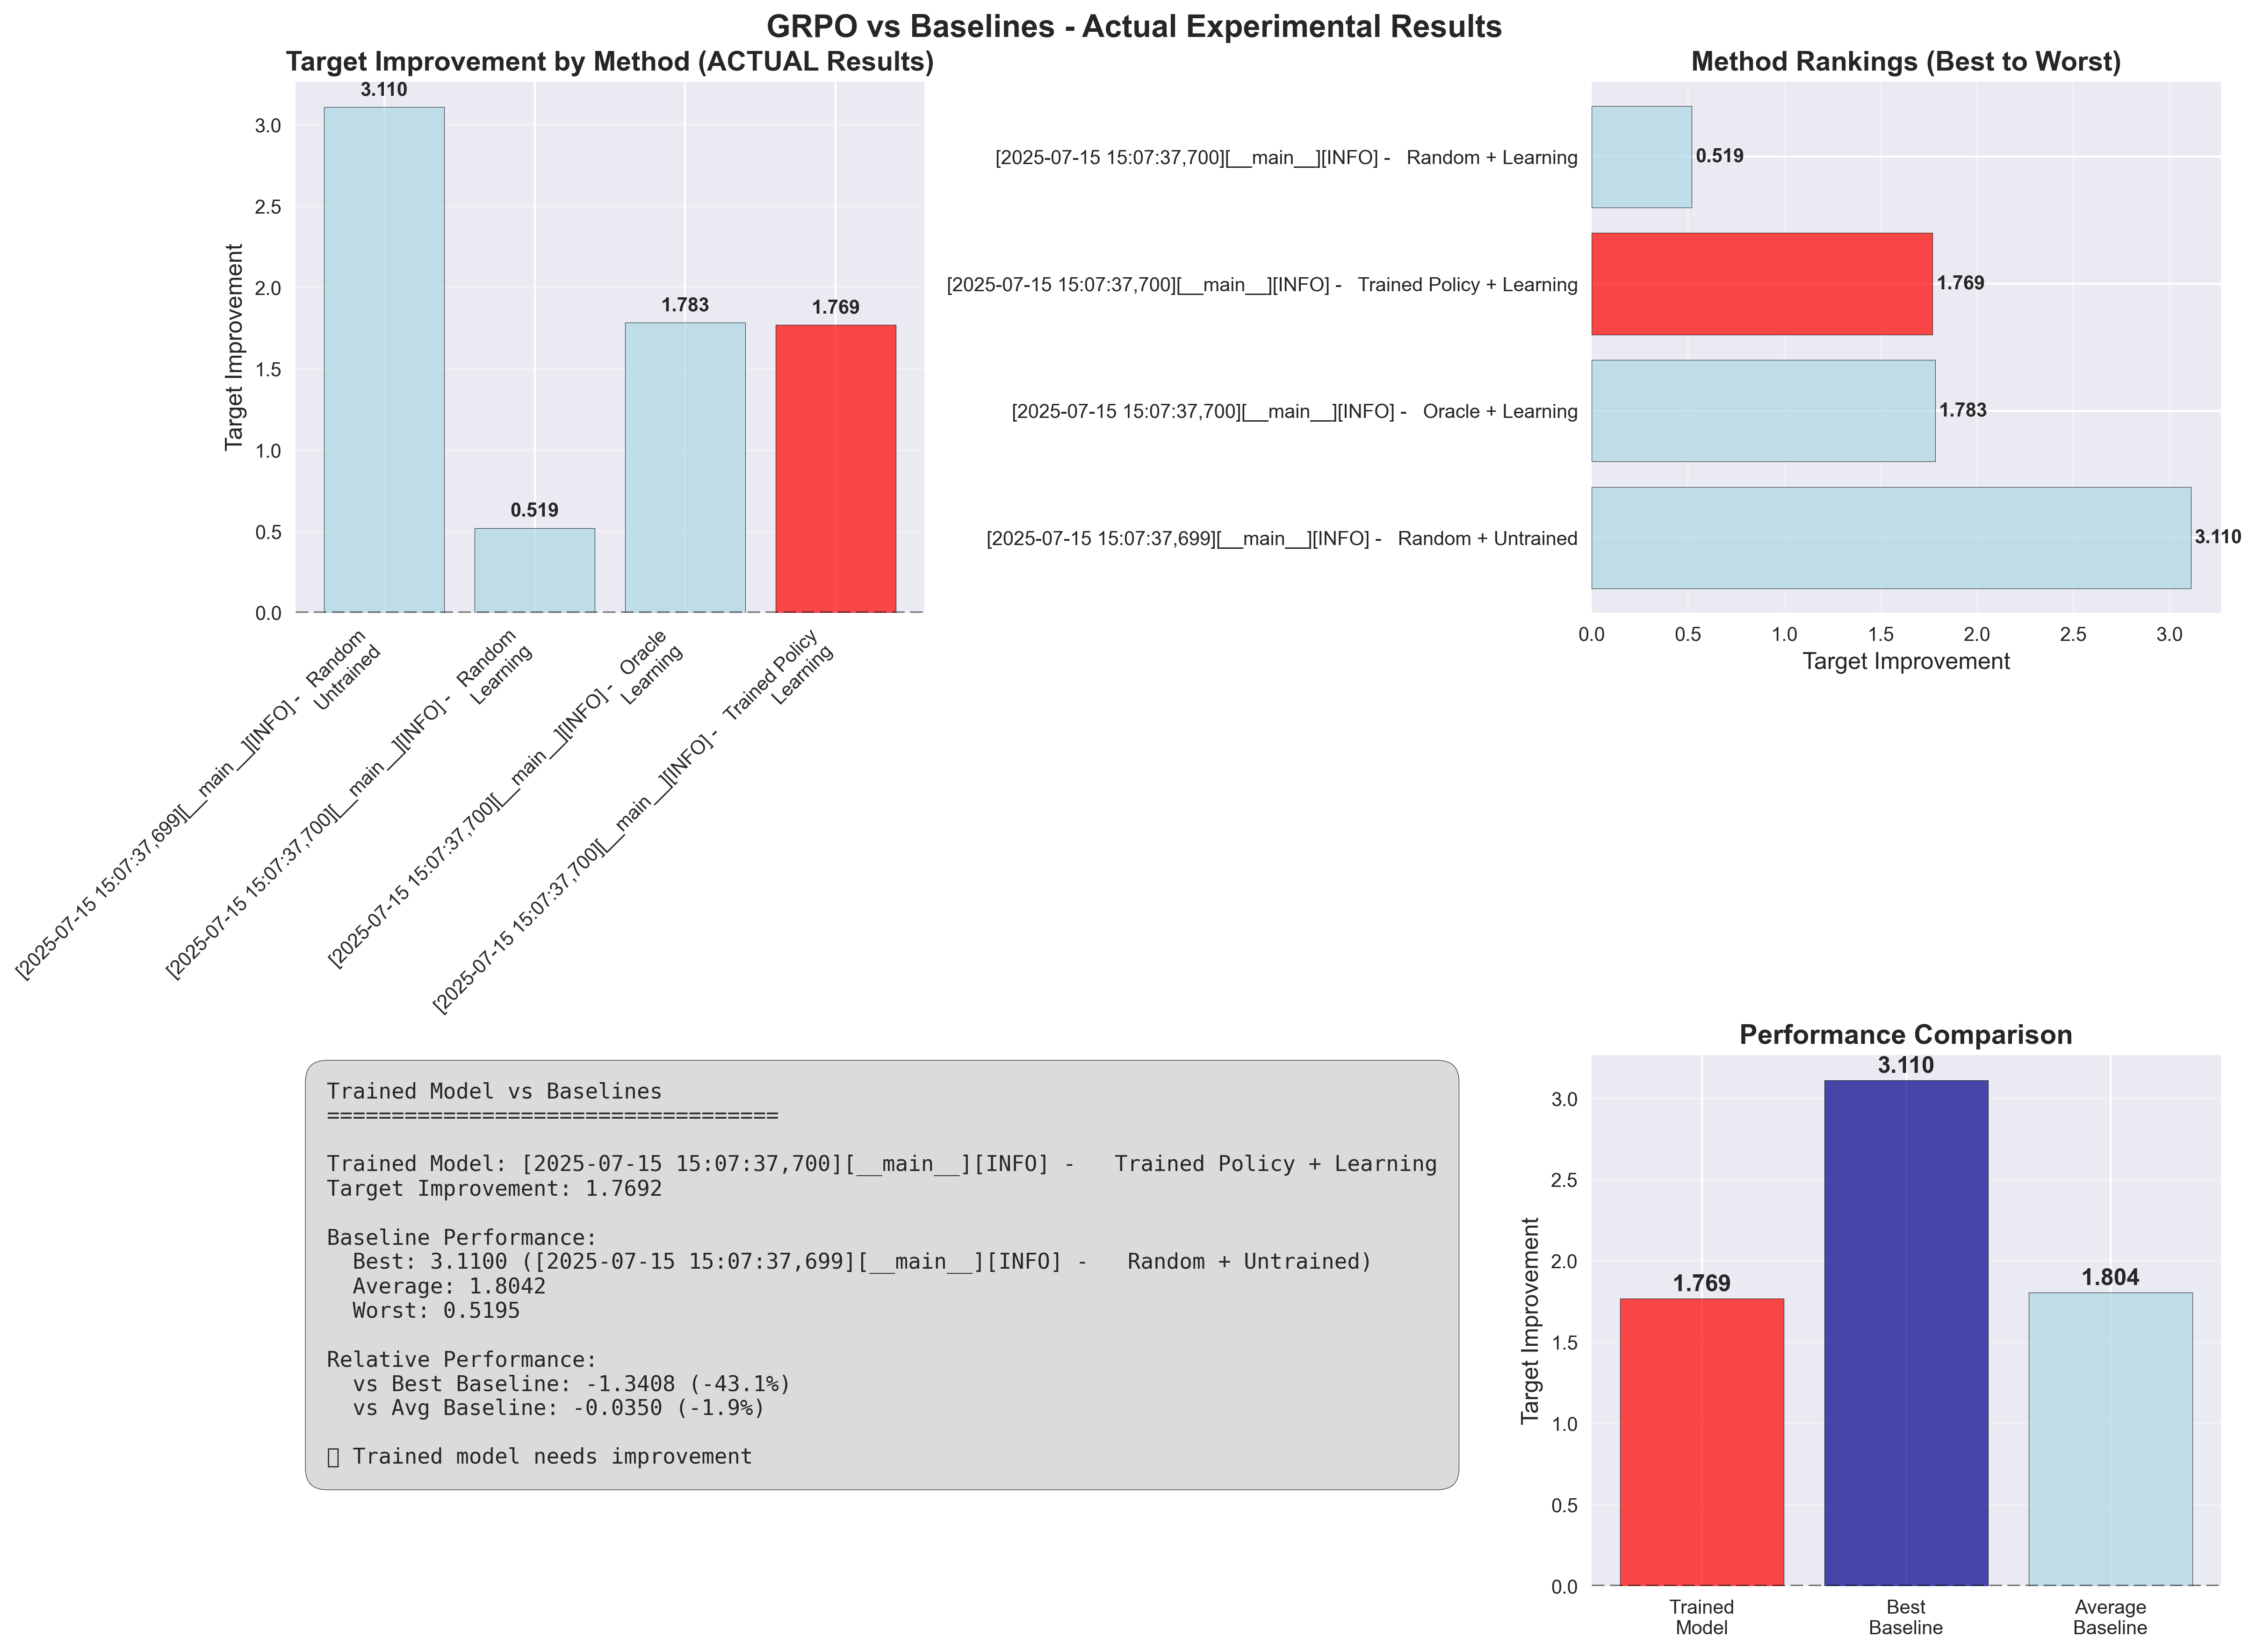 GRPO vs Baselines - Actual Experimental Results
Target Improvement by Method (ACTUAL Results)
3.110
0.519
1.783
1.769
3.0
2.5
2.0
1.5
1.0
0.5
0.0
Target Improvement
[2025-07-15 15:07:37,699][__main__][INFO] -   Random
Untrained
[2025-07-15 15:07:37,700][__main__][INFO] -   Random
Learning
[2025-07-15 15:07:37,700][__main__][INFO] -   Oracle
Learning
[2025-07-15 15:07:37,700][__main__][INFO] -   Trained Policy
Learning
Method Rankings (Best to Worst)
[2025-07-15 15:07:37,700][__main__][INFO] -   Random + Learning
0.519
[2025-07-15 15:07:37,700][__main__][INFO] -   Trained Policy + Learning
1.769
[2025-07-15 15:07:37,700][__main__][INFO] -   Oracle + Learning
1.783
[2025-07-15 15:07:37,699][__main__][INFO] -   Random + Untrained
3.110
0.0 0.5 1.0 1.5 2.0 2.5 3.0
Target Improvement
Trained Model vs Baselines
===================================
Trained Model: [2025-07-15 15:07:37,700][__main__][INFO] -   Trained Policy + Learning
Target Improvement: 1.7692
Baseline Performance:
  Best: 3.1100 ([2025-07-15 15:07:37,699][__main__][INFO] -   Random + Untrained)
  Average: 1.8042
  Worst: 0.5195
Relative Performance:
  vs Best Baseline: -1.3408 (-43.1%)
  vs Avg Baseline: -0.0350 (-1.9%)
Trained model needs improvement
Performance Comparison
1.769
3.110
1.804
3.0
2.5
2.0
1.5
1.0
0.5
0.0
Target Improvement
Trained
Model
Best
Baseline
Average
Baseline